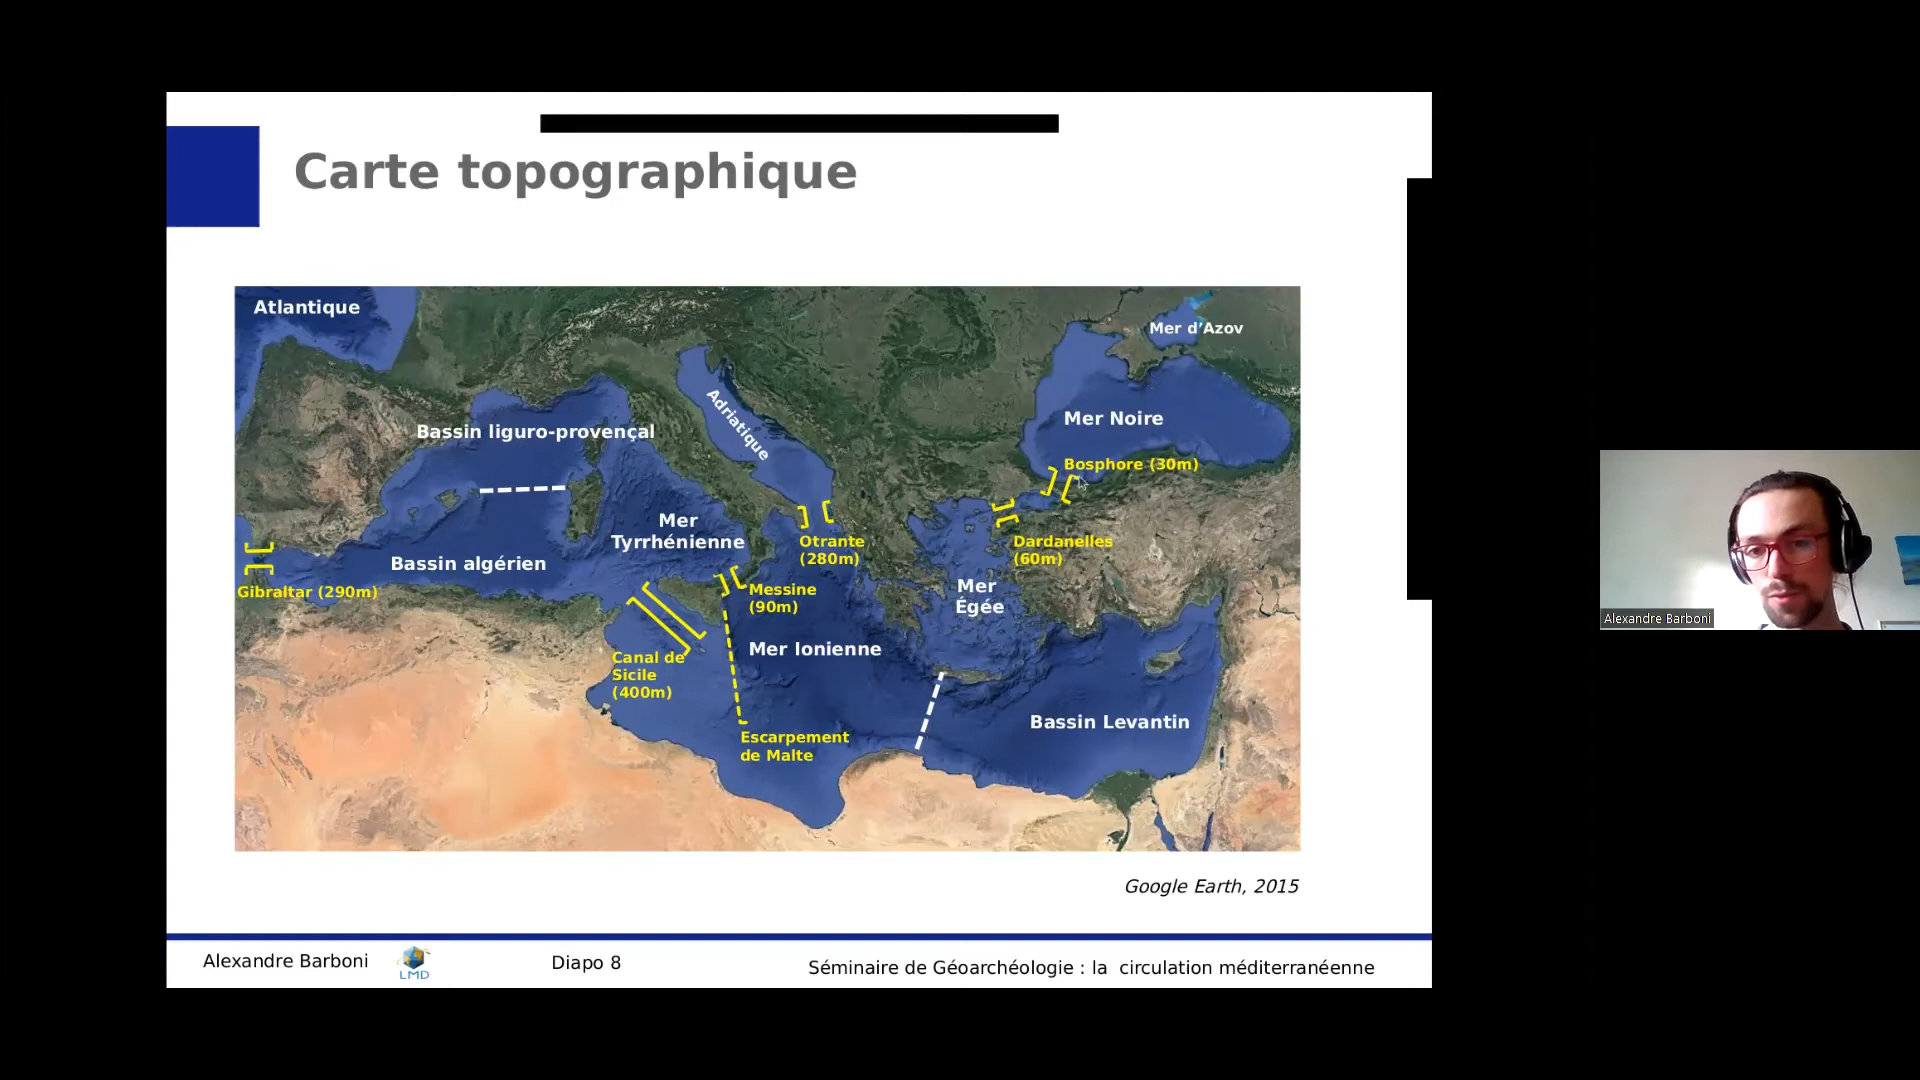 Carte topographique
Atlantique
Mer d’Azov
Adriatique
Mer Noire
Bassin liguro-provençal
Bosphore (30m)
Mer
Tyrrhénienne
Otrante
(280m)
Dardanelles
(60m)
Bassin algérien
Gibraltar (290m)
Messine
(90m)
Mer
Égée
Mer Ionienne
Canal de
Sicile
(400m)
Bassin Levantin
Escarpement
de Malte
Google Earth, 2015
Alexandre Barboni
LMD
Diapo 8
Séminaire de Géoarchéologie : la  circulation méditerranéenne
Alexandre Barboni